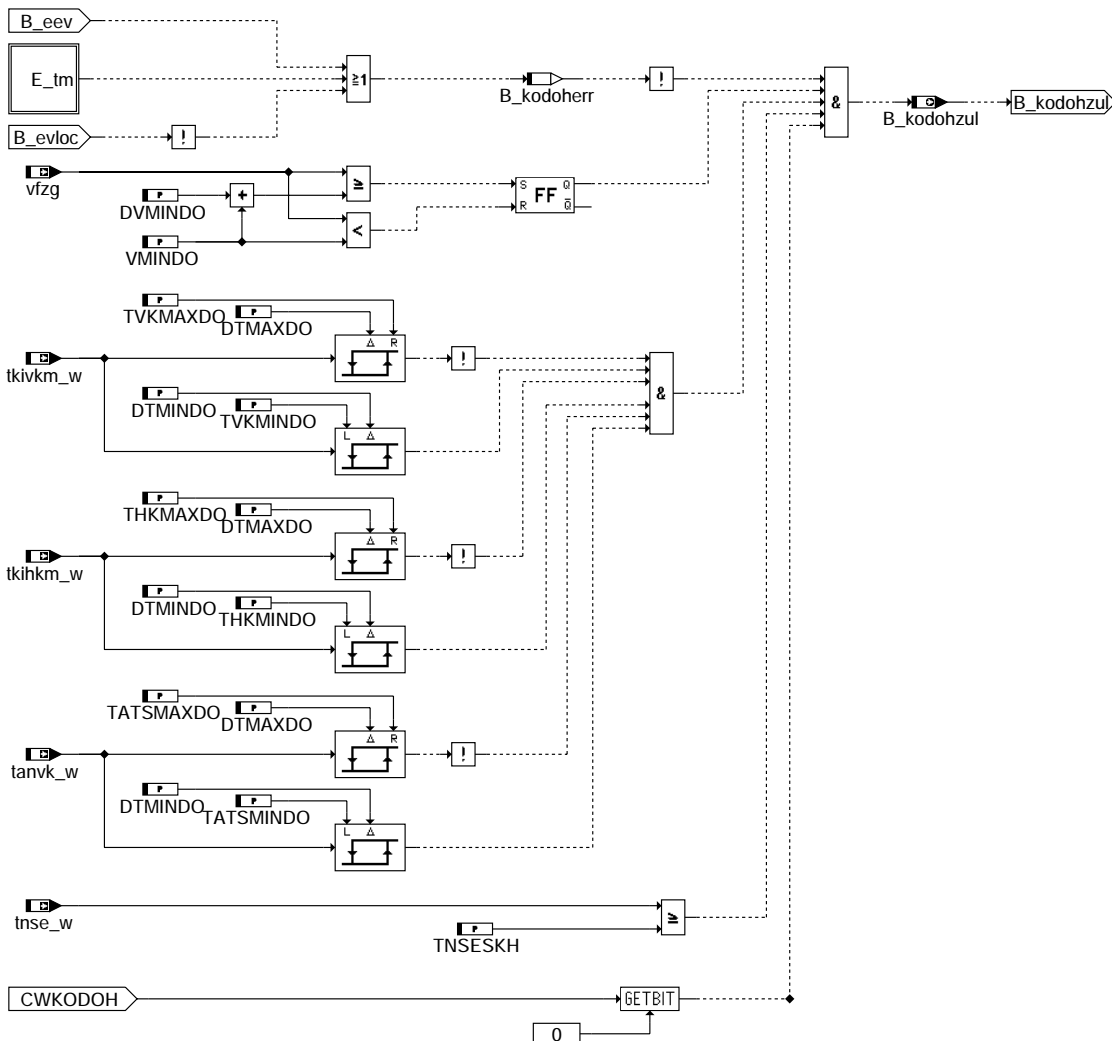 B_eev
E_tm
≥1
B_kodoherr
!
&
B_kodohzul
B_kodohzul
B_evloc
!
vfzg
P
DVMINDO
+
≥
S Q
FF
R Q̅
P
VMINDO
<
P
TVKMAXDO
P
DTMAXDO
Δ R
tkivkm_w
!
&
P
DTMINDO
P
TVKMINDO
L Δ
P
THKMAXDO
P
DTMAXDO
Δ R
tkihkm_w
!
P
DTMINDO
P
THKMINDO
L Δ
P
TATSMAXDO
P
DTMAXDO
Δ R
tanvk_w
!
P
DTMINDO
P
TATSMINDO
L Δ
tnse_w
≥
P
TNSESKH
CWKODOH
GETBIT
0